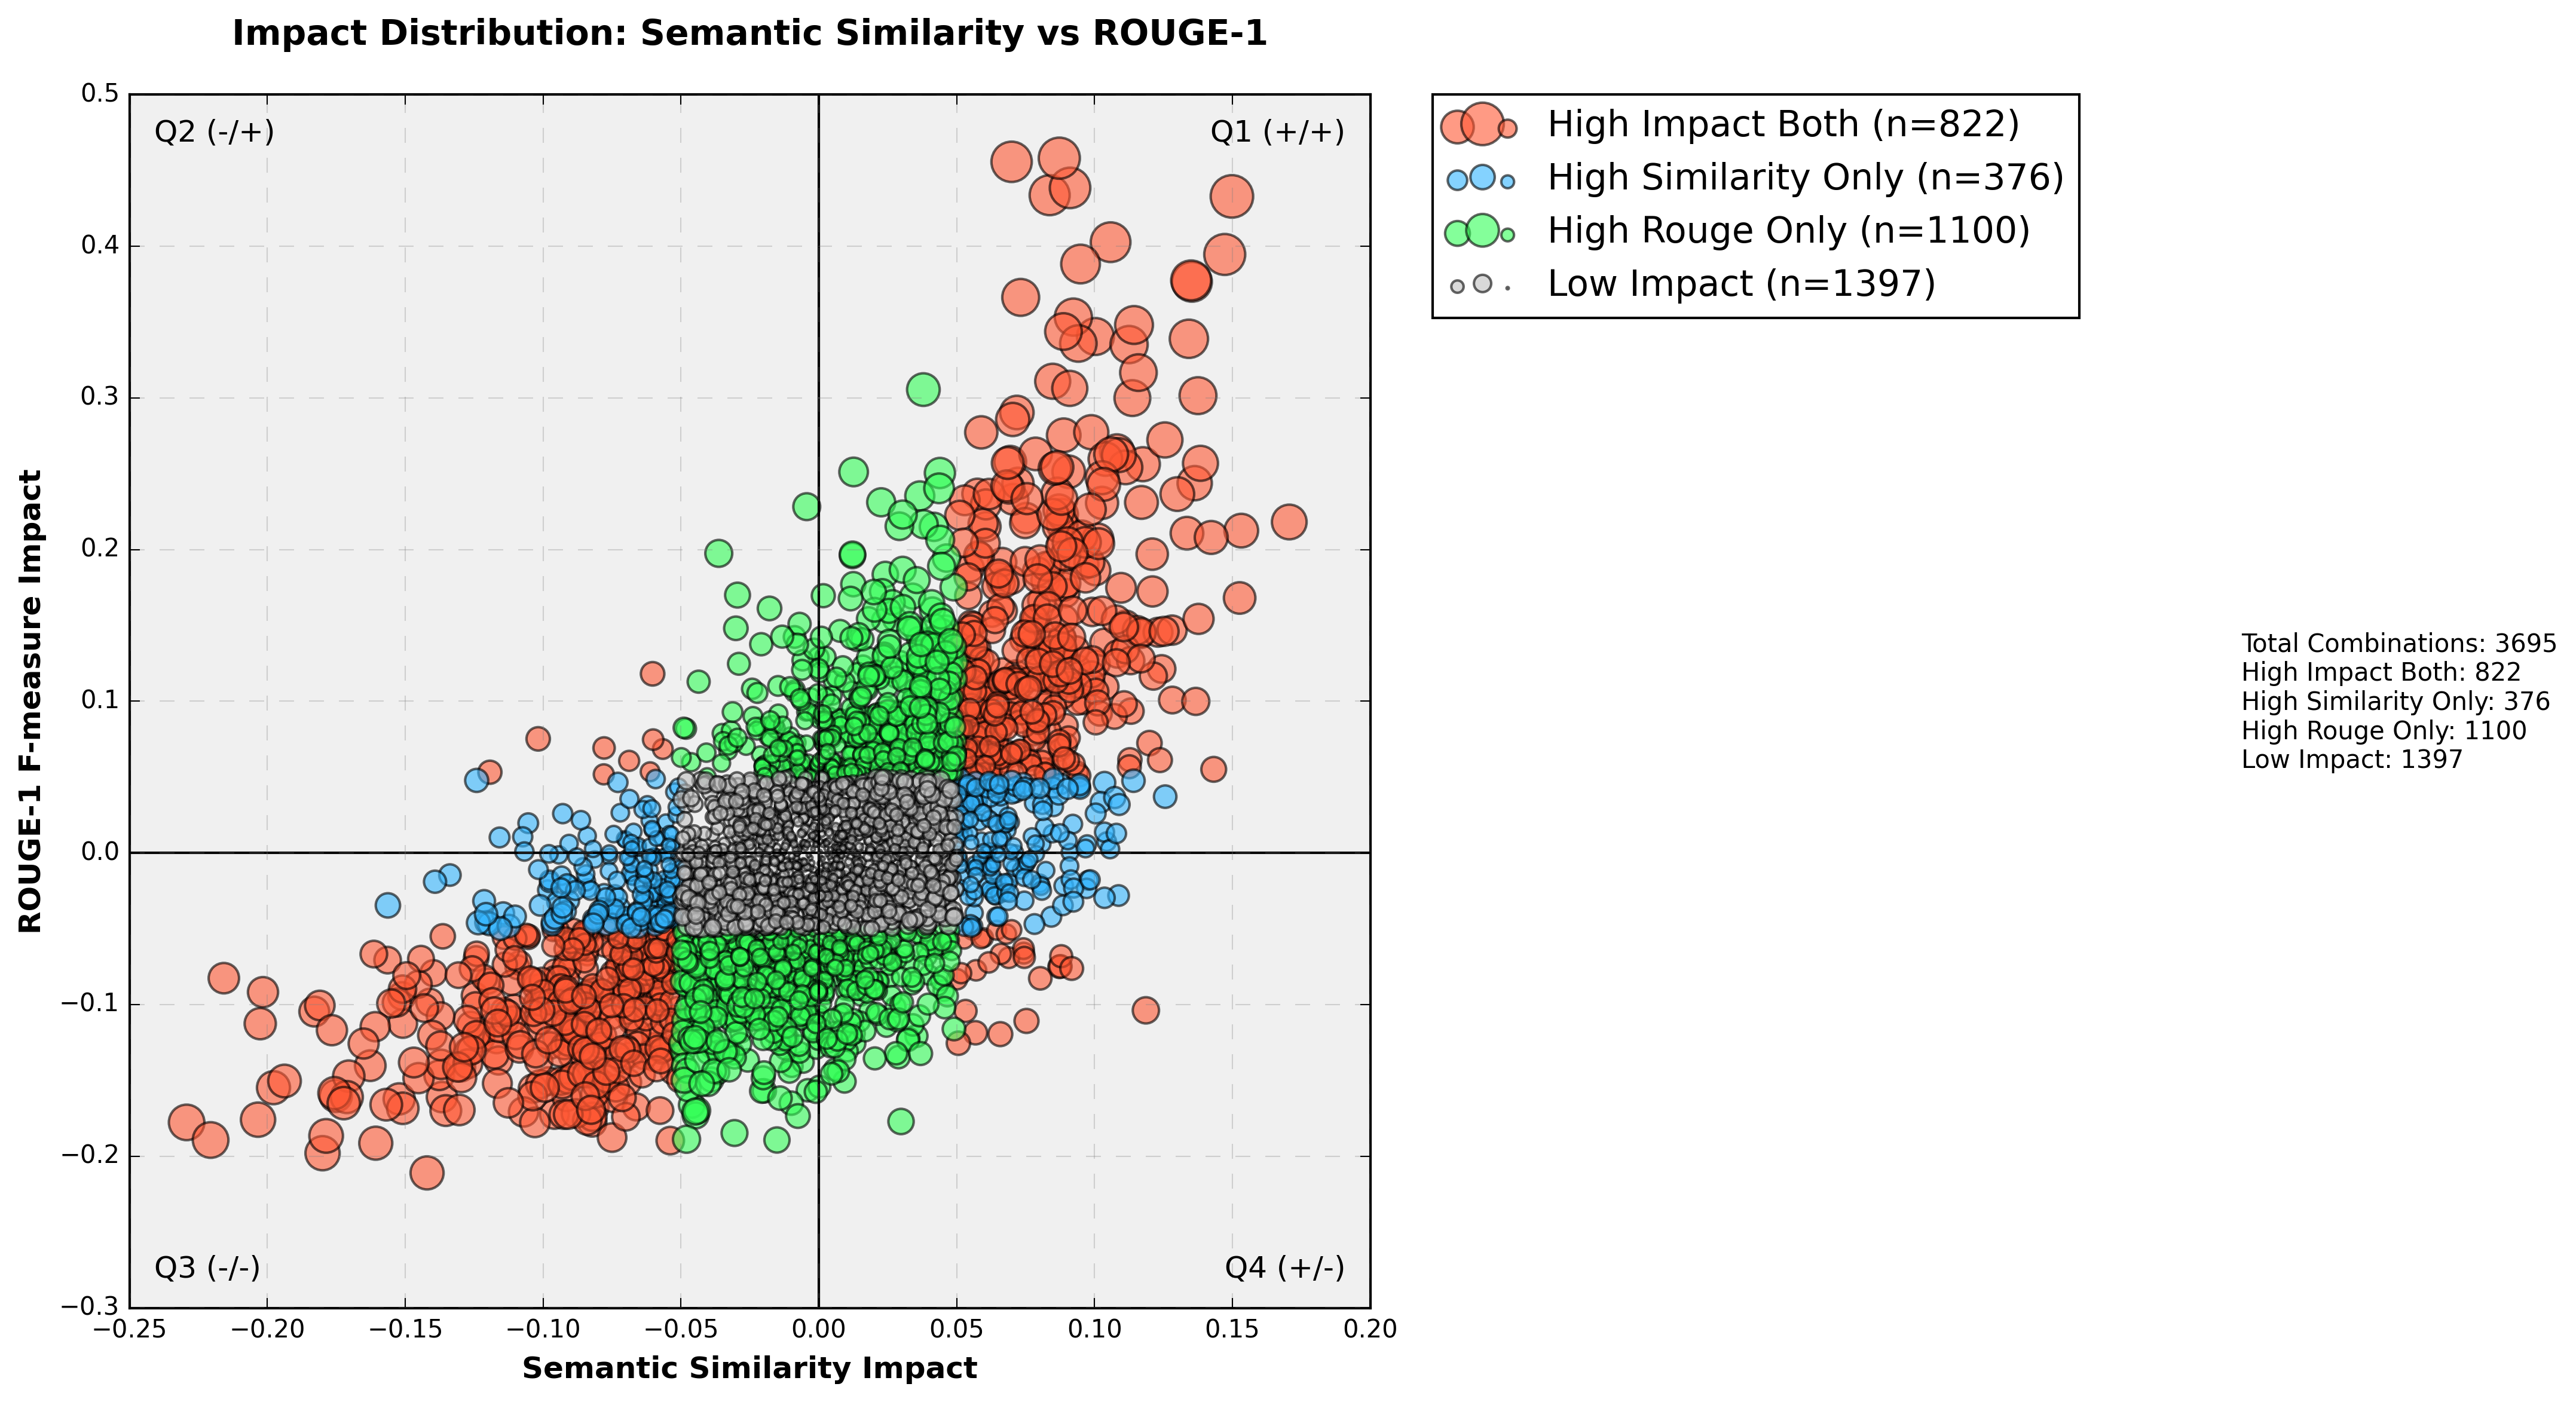 Impact Distribution: Semantic Similarity vs ROUGE-1
ROUGE-1 F-measure Impact
0.5
0.4
0.3
0.2
0.1
0.0
−0.1
−0.2
−0.3
Q2 (-/+)
Q1 (+/+)
Q3 (-/-)
Q4 (+/-)
−0.25
−0.20
−0.15
−0.10
−0.05
0.00
0.05
0.10
0.15
0.20
Semantic Similarity Impact
High Impact Both (n=822)
High Similarity Only (n=376)
High Rouge Only (n=1100)
Low Impact (n=1397)
Total Combinations: 3695
High Impact Both: 822
High Similarity Only: 376
High Rouge Only: 1100
Low Impact: 1397